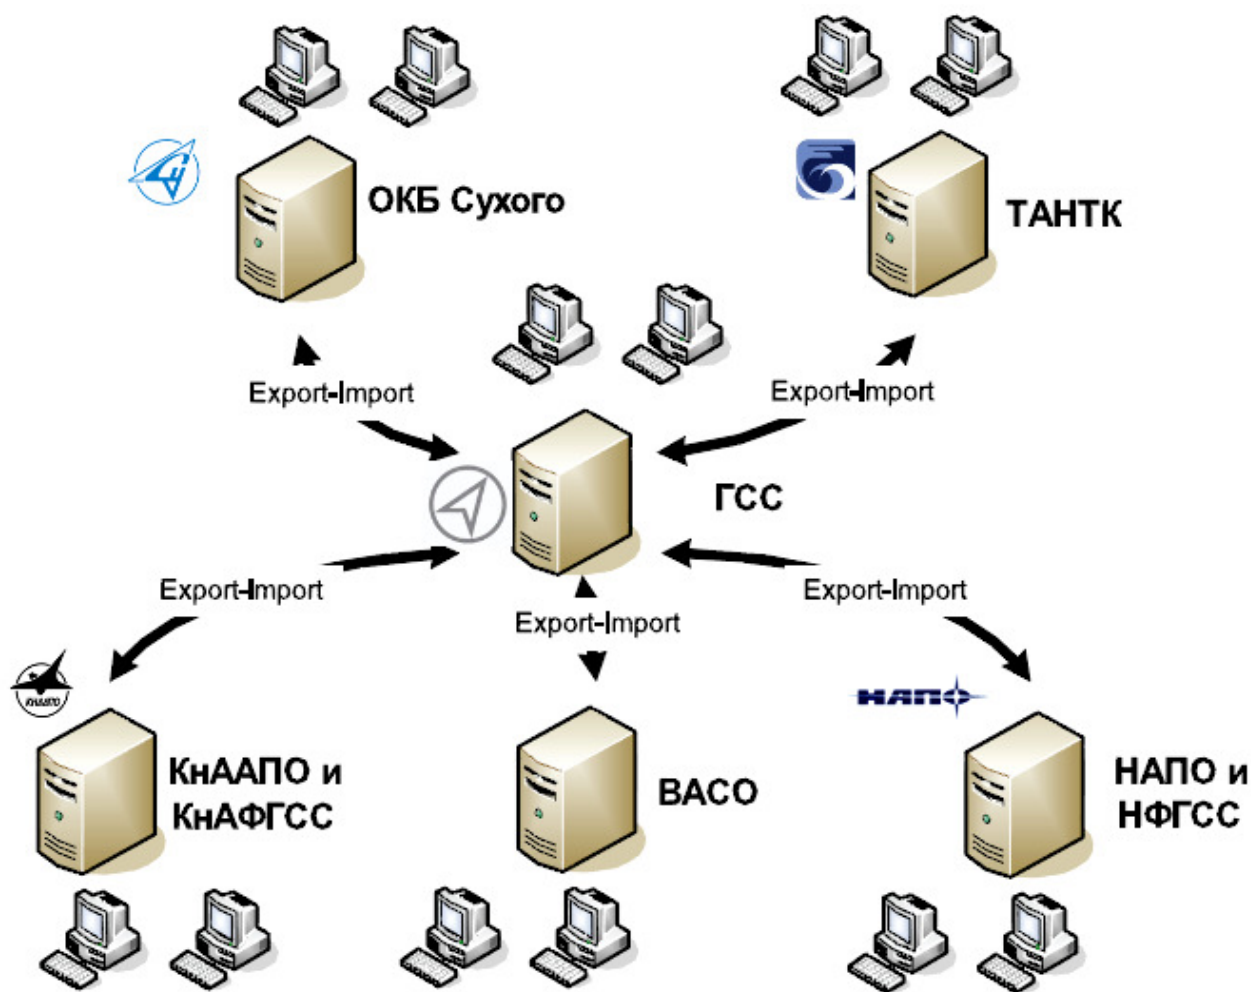 ОКБ Сухого
ТАНТК
Export-Import
Export-Import
ГСС
Export-Import
Export-Import
Export-Import
КНААПО
НАПО
КнААПО и
КнАФГСС
ВАСО
НАПО и
НФГСС